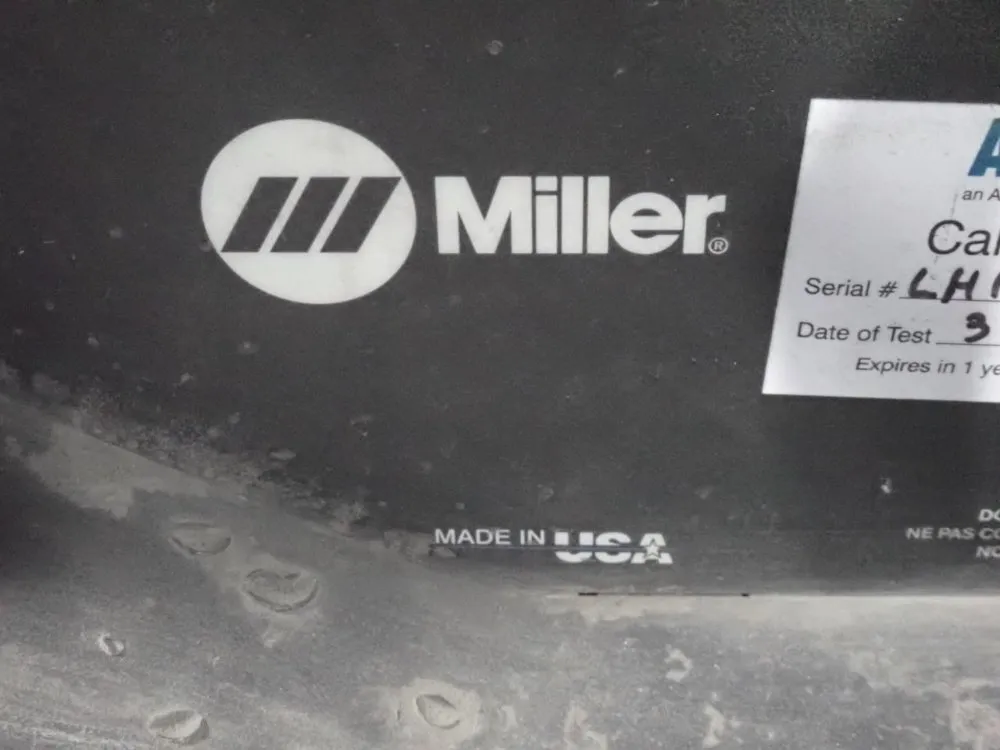 Miller®
A
an A
Cal
Serial # LH
Date of Test 3
Expires in 1 ye
MADE IN USA
DO
NE PAS CO
NO